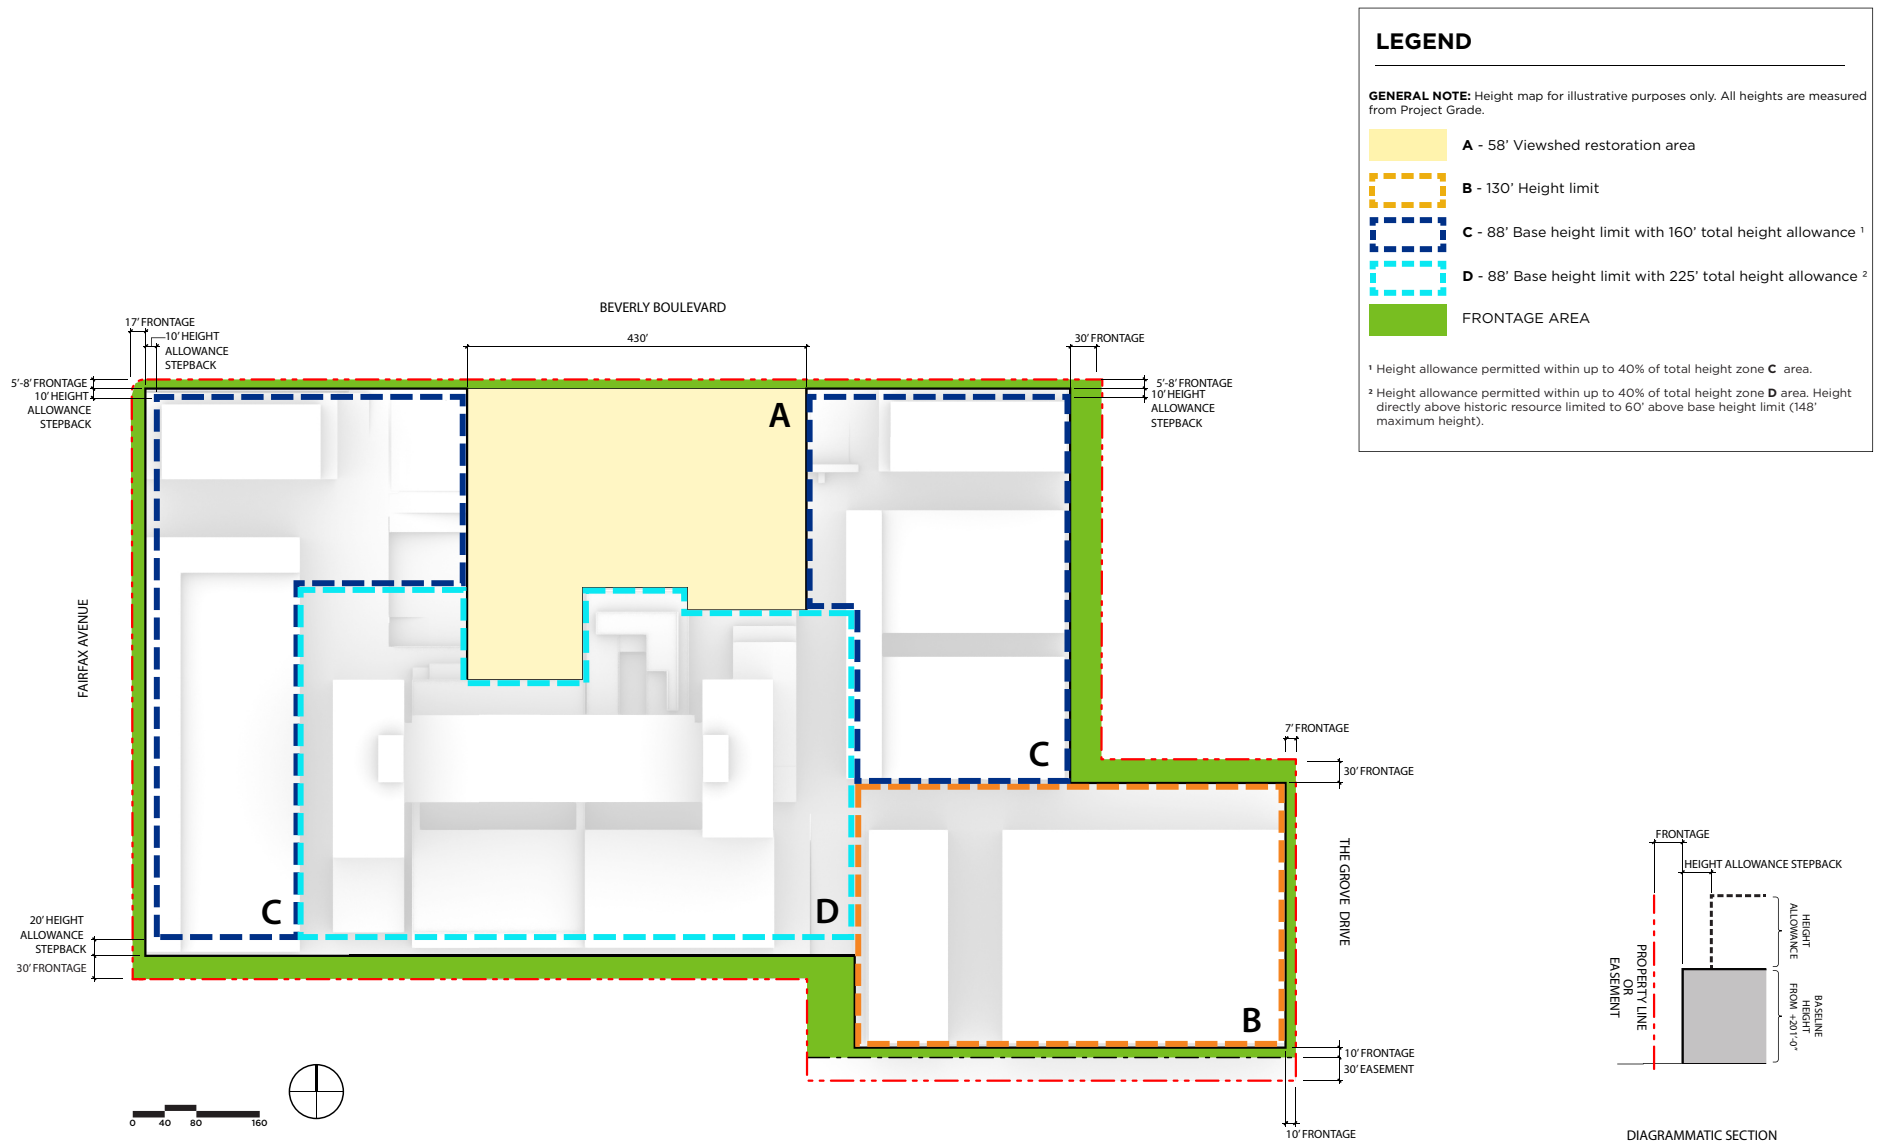 LEGEND
GENERAL NOTE: Height map for illustrative purposes only. All heights are measured
from Project Grade.
A - 58' Viewshed restoration area
B - 130' Height limit
C - 88' Base height limit with 160' total height allowance ¹
D - 88' Base height limit with 225' total height allowance ²
FRONTAGE AREA
¹ Height allowance permitted within up to 40% of total height zone C area.
² Height allowance permitted within up to 40% of total height zone D area. Height
directly above historic resource limited to 60' above base height limit (148'
maximum height).
BEVERLY BOULEVARD
17' FRONTAGE
10' HEIGHT
ALLOWANCE
STEPBACK
430'
30' FRONTAGE
5'-8' FRONTAGE
10' HEIGHT
ALLOWANCE
STEPBACK
5'-8' FRONTAGE
10' HEIGHT
ALLOWANCE
STEPBACK
A
FAIRFAX AVENUE
C
7' FRONTAGE
30' FRONTAGE
THE GROVE DRIVE
C
D
20' HEIGHT
ALLOWANCE
STEPBACK
30' FRONTAGE
B
10' FRONTAGE
30' EASEMENT
10' FRONTAGE
0 40 80 160
FRONTAGE
HEIGHT ALLOWANCE STEPBACK
HEIGHT
ALLOWANCE
PROPERTY LINE
OR
EASEMENT
BASELINE
HEIGHT
FROM +201'-0"
DIAGRAMMATIC SECTION